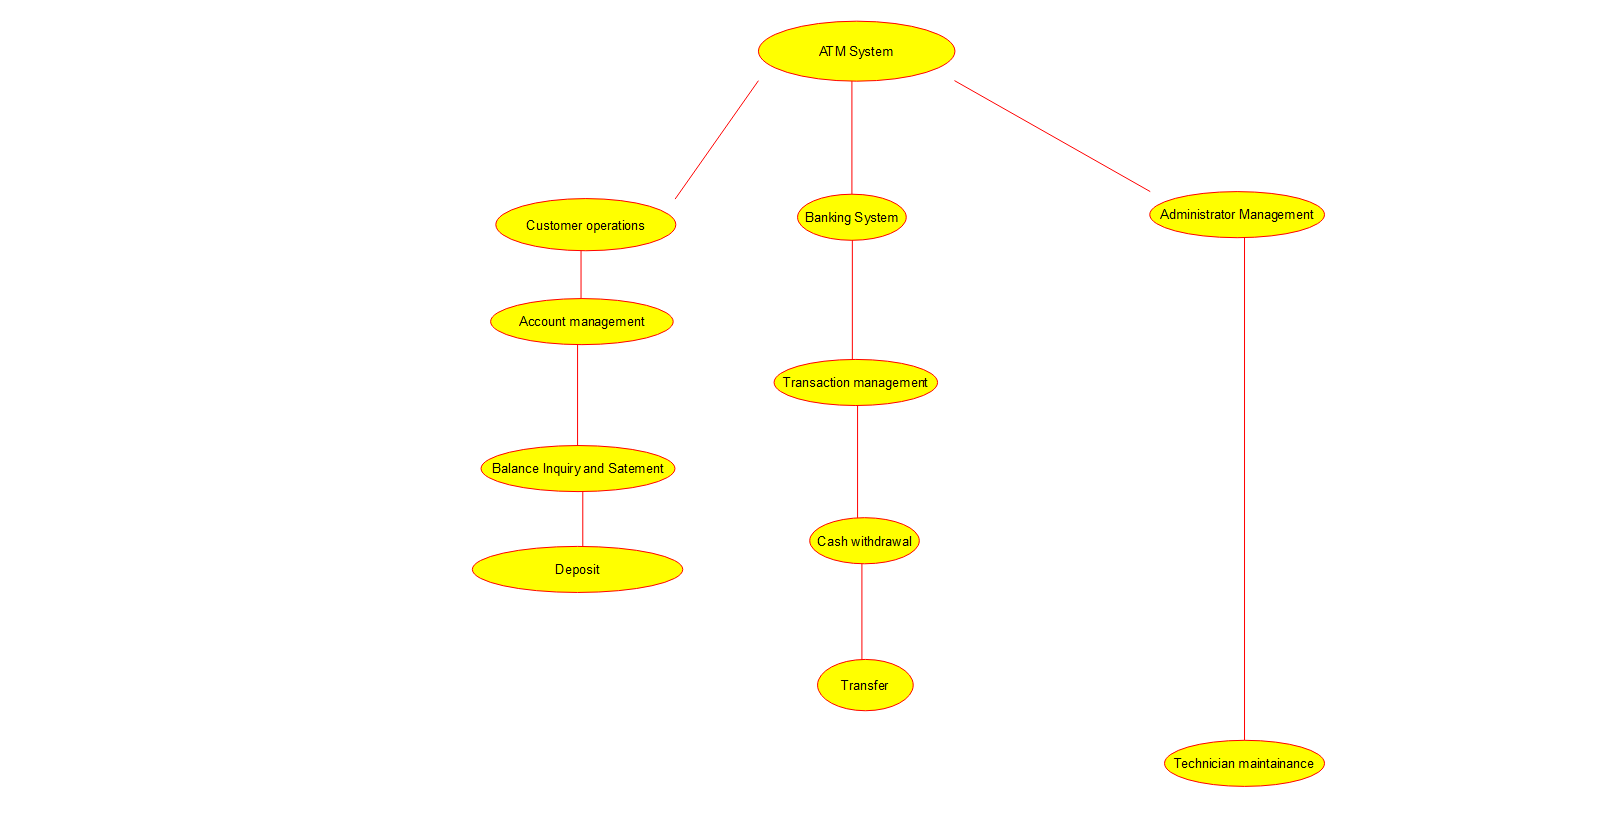 ATM System
Customer operations
Banking System
Administrator Management
Account management
Transaction management
Balance Inquiry and Satement
Cash withdrawal
Deposit
Transfer
Technician maintainance